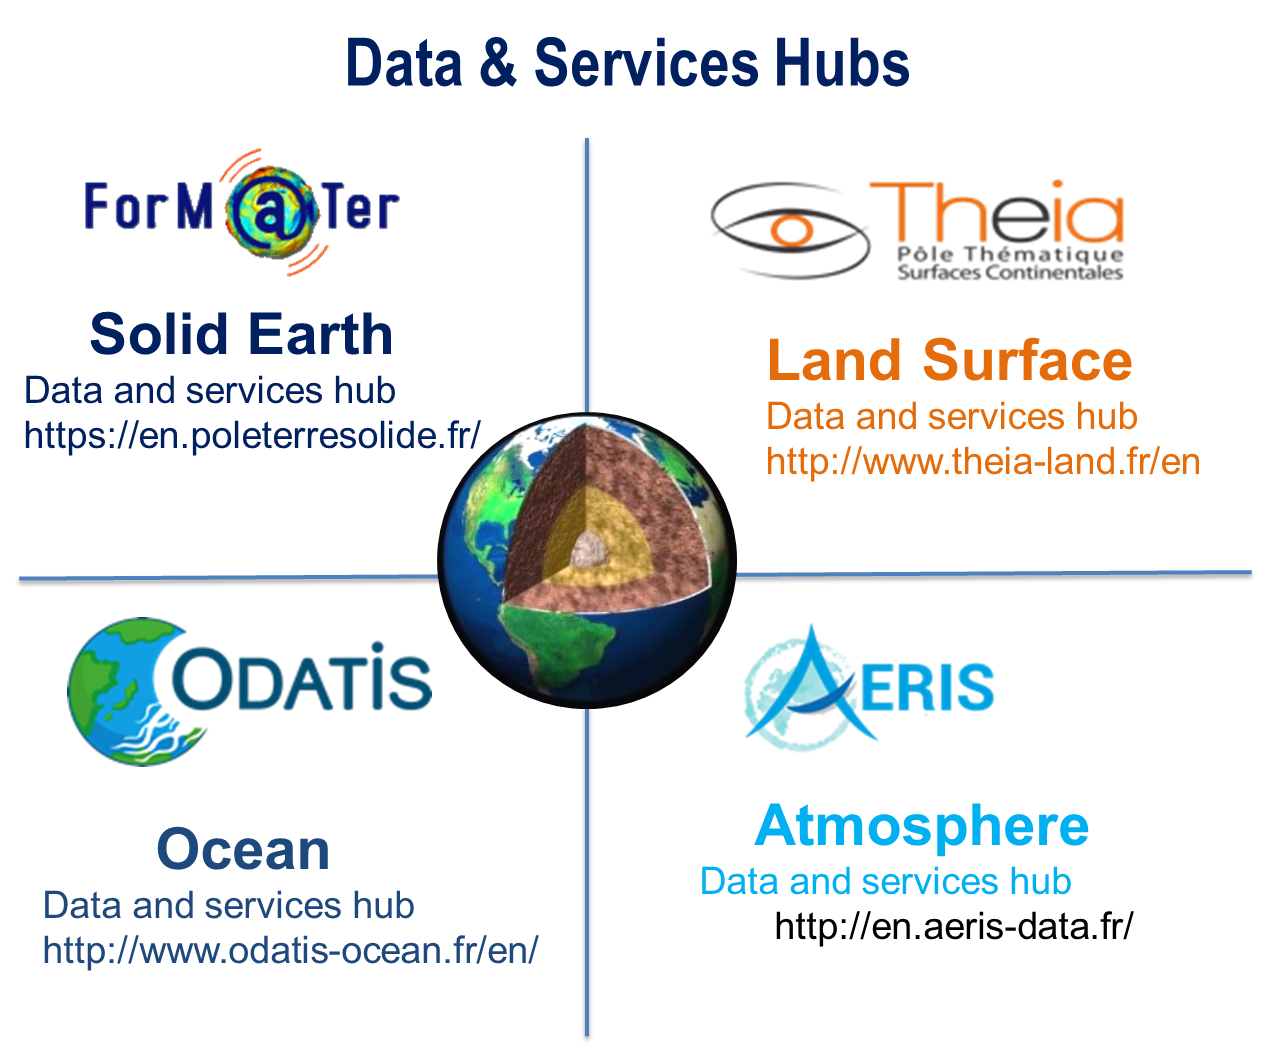 Data & Services Hubs
ForM@Ter
Solid Earth
Data and services hub
https://en.poleterresolide.fr/
Theia
Pôle Thématique
Surfaces Continentales
Land Surface
Data and services hub
http://www.theia-land.fr/en
ODATiS
Ocean
Data and services hub
http://www.odatis-ocean.fr/en/
AERIS
Atmosphere
Data and services hub
http://en.aeris-data.fr/